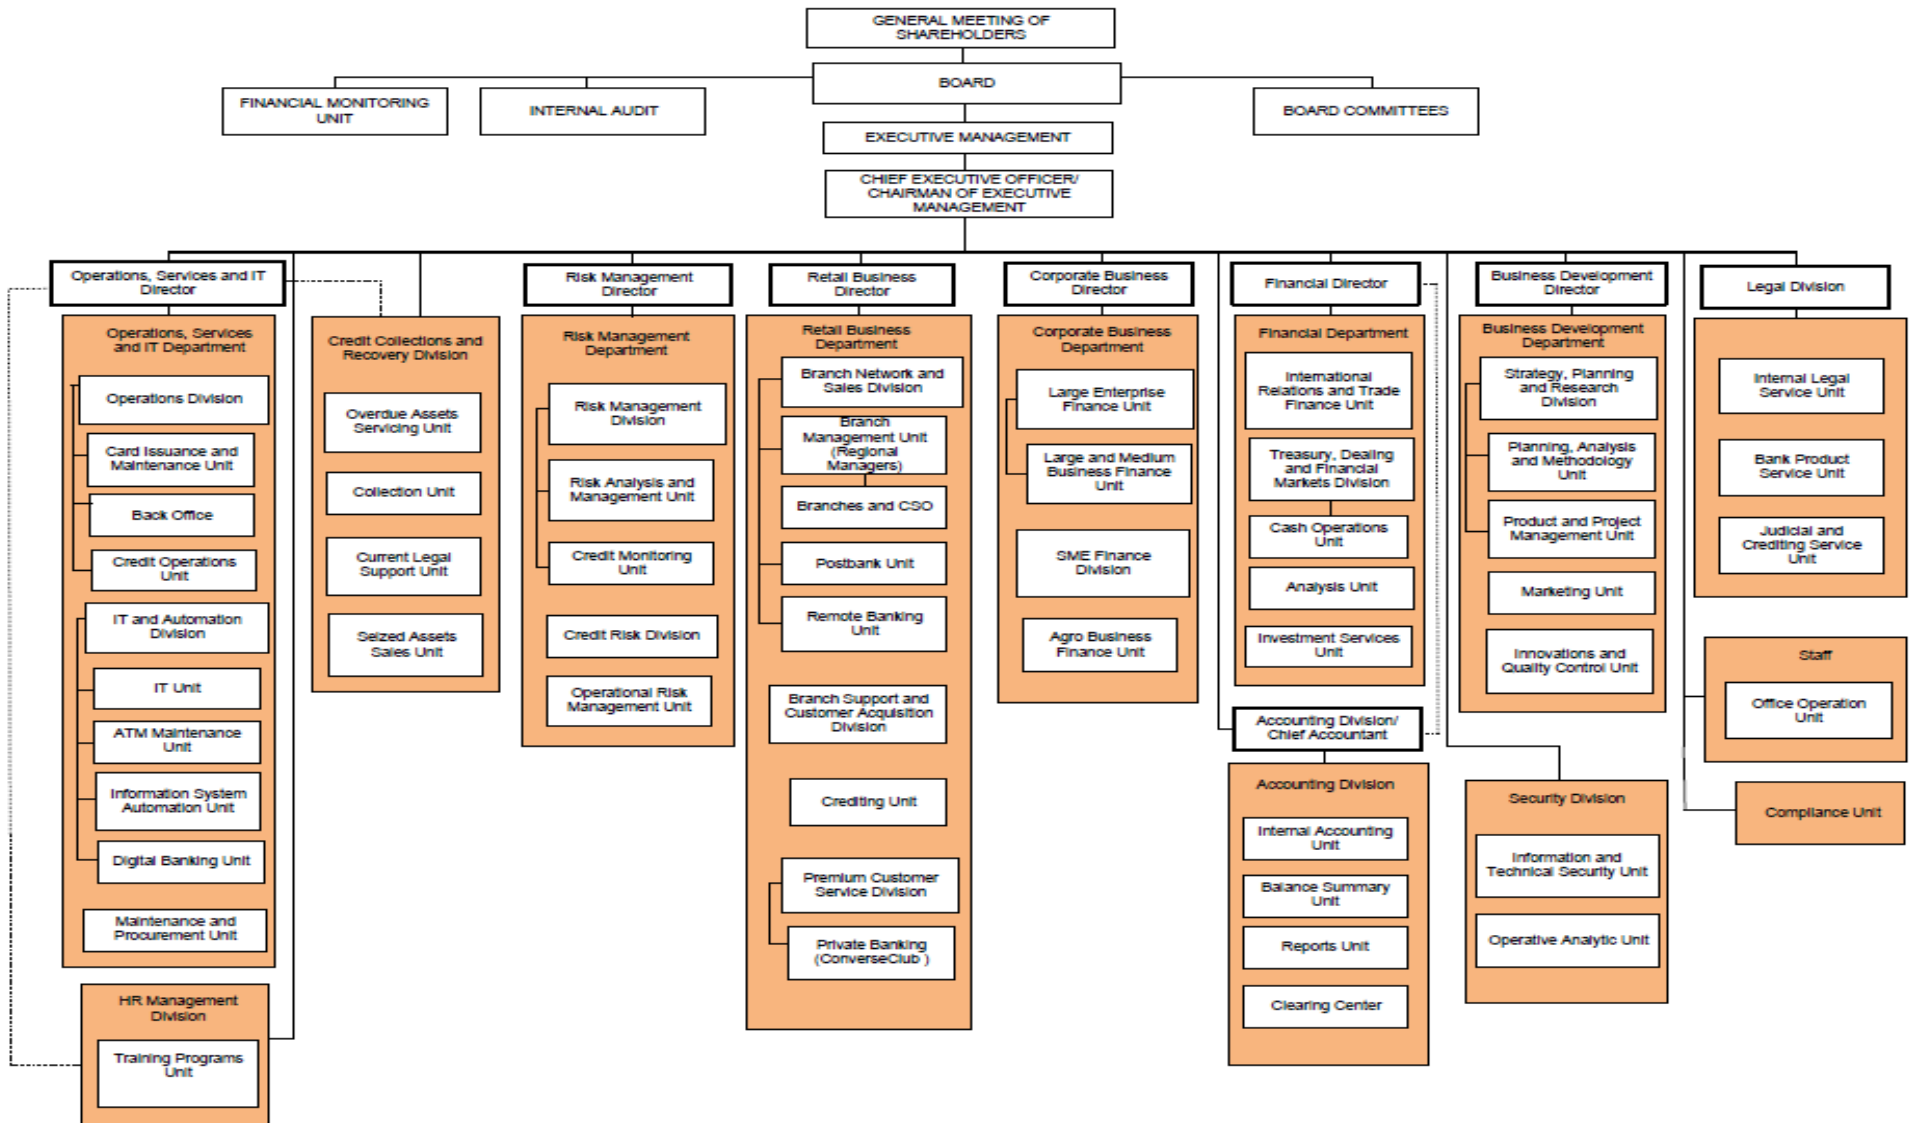 GENERAL MEETING OF
SHAREHOLDERS
BOARD
FINANCIAL MONITORING
UNIT
INTERNAL AUDIT
BOARD COMMITTEES
EXECUTIVE MANAGEMENT
CHIEF EXECUTIVE OFFICER/
CHAIRMAN OF EXECUTIVE
MANAGEMENT
Operations, Services and IT
Director
Risk Management
Director
Retail Business
Director
Corporate Business
Director
Financial Director
Business Development
Director
Legal Division
Operations, Services
and IT Department
Operations Division
Card Issuance and
Maintenance Unit
Back Office
Credit Operations
Unit
IT and Automation
Division
IT Unit
ATM Maintenance
Unit
Information System
Automation Unit
Digital Banking Unit
Maintenance and
Procurement Unit
HR Management
Division
Training Programs
Unit
Credit Collections and
Recovery Division
Overdue Assets
Servicing Unit
Collection Unit
Current Legal
Support Unit
Seized Assets
Sales Unit
Risk Management
Department
Risk Management
Division
Risk Analysis and
Management Unit
Credit Monitoring
Unit
Credit Risk Division
Operational Risk
Management Unit
Retail Business
Department
Branch Network and
Sales Division
Branch
Management Unit
(Regional
Managers)
Branches and CSO
Postbank Unit
Remote Banking
Unit
Branch Support and
Customer Acquisition
Division
Crediting Unit
Premium Customer
Service Division
Private Banking
(ConverseClub )
Corporate Business
Department
Large Enterprise
Finance Unit
Large and Medium
Business Finance
Unit
SME Finance
Division
Agro Business
Finance Unit
Financial Department
International
Relations and Trade
Finance Unit
Treasury, Dealing
and Financial
Markets Division
Cash Operations
Unit
Analysis Unit
Investment Services
Unit
Accounting Division/
Chief Accountant
Accounting Division
Internal Accounting
Unit
Balance Summary
Unit
Reports Unit
Clearing Center
Business Development
Department
Strategy, Planning
and Research
Division
Planning, Analysis
and Methodology
Unit
Product and Project
Management Unit
Marketing Unit
Innovations and
Quality Control Unit
Security Division
Information and
Technical Security Unit
Operative Analytic Unit
Internal Legal
Service Unit
Bank Product
Service Unit
Judicial and
Crediting Service
Unit
Staff
Office Operation
Unit
Compliance Unit